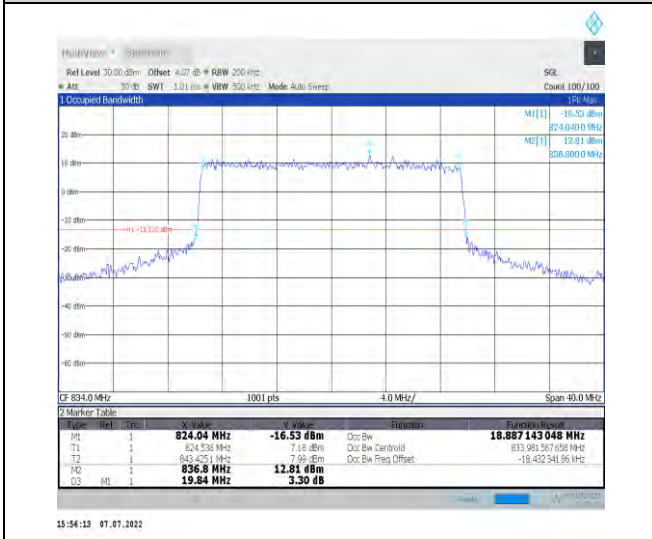 MultiView Spectrum
Ref Level 30.00 dBm Offset 4.07 dB RBW 200 kHz SGL
Att 30 dB SWT 1.01 ms VBW 500 kHz Mode Auto Sweep Count 100/100
1 Occupied Bandwidth 1Pk Max
M1[1] -16.53 dBm
824.0400 MHz
M2[1] 12.81 dBm
836.8000 MHz
20 dBm
10 dBm
0 dBm
-10 dBm
-20 dBm
-40 dBm
-50 dBm
-60 dBm
CF 834.0 MHz 1001 pts 4.0 MHz/ Span 40.0 MHz
2 Marker Table
Type Ref Trc X-Value Y-Value Function Function Result
M1 1 824.04 MHz -16.53 dBm Occ Bw 18.887 143 048 MHz
T1 1 824.538 MHz 7.18 dBm Occ Bw Centroid 833.981 567 658 MHz
T2 1 843.4251 MHz 7.99 dBm Occ Bw Freq Offset -18.432 341 86 kHz
M2 1 836.8 MHz 12.81 dBm
D3 M1 1 19.84 MHz 3.30 dB
15:56:13 07.07.2022